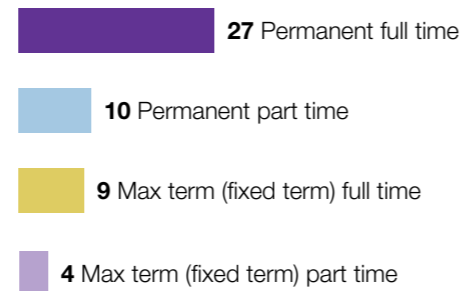 27 Permanent full time
10 Permanent part time
9 Max term (fixed term) full time
4 Max term (fixed term) part time